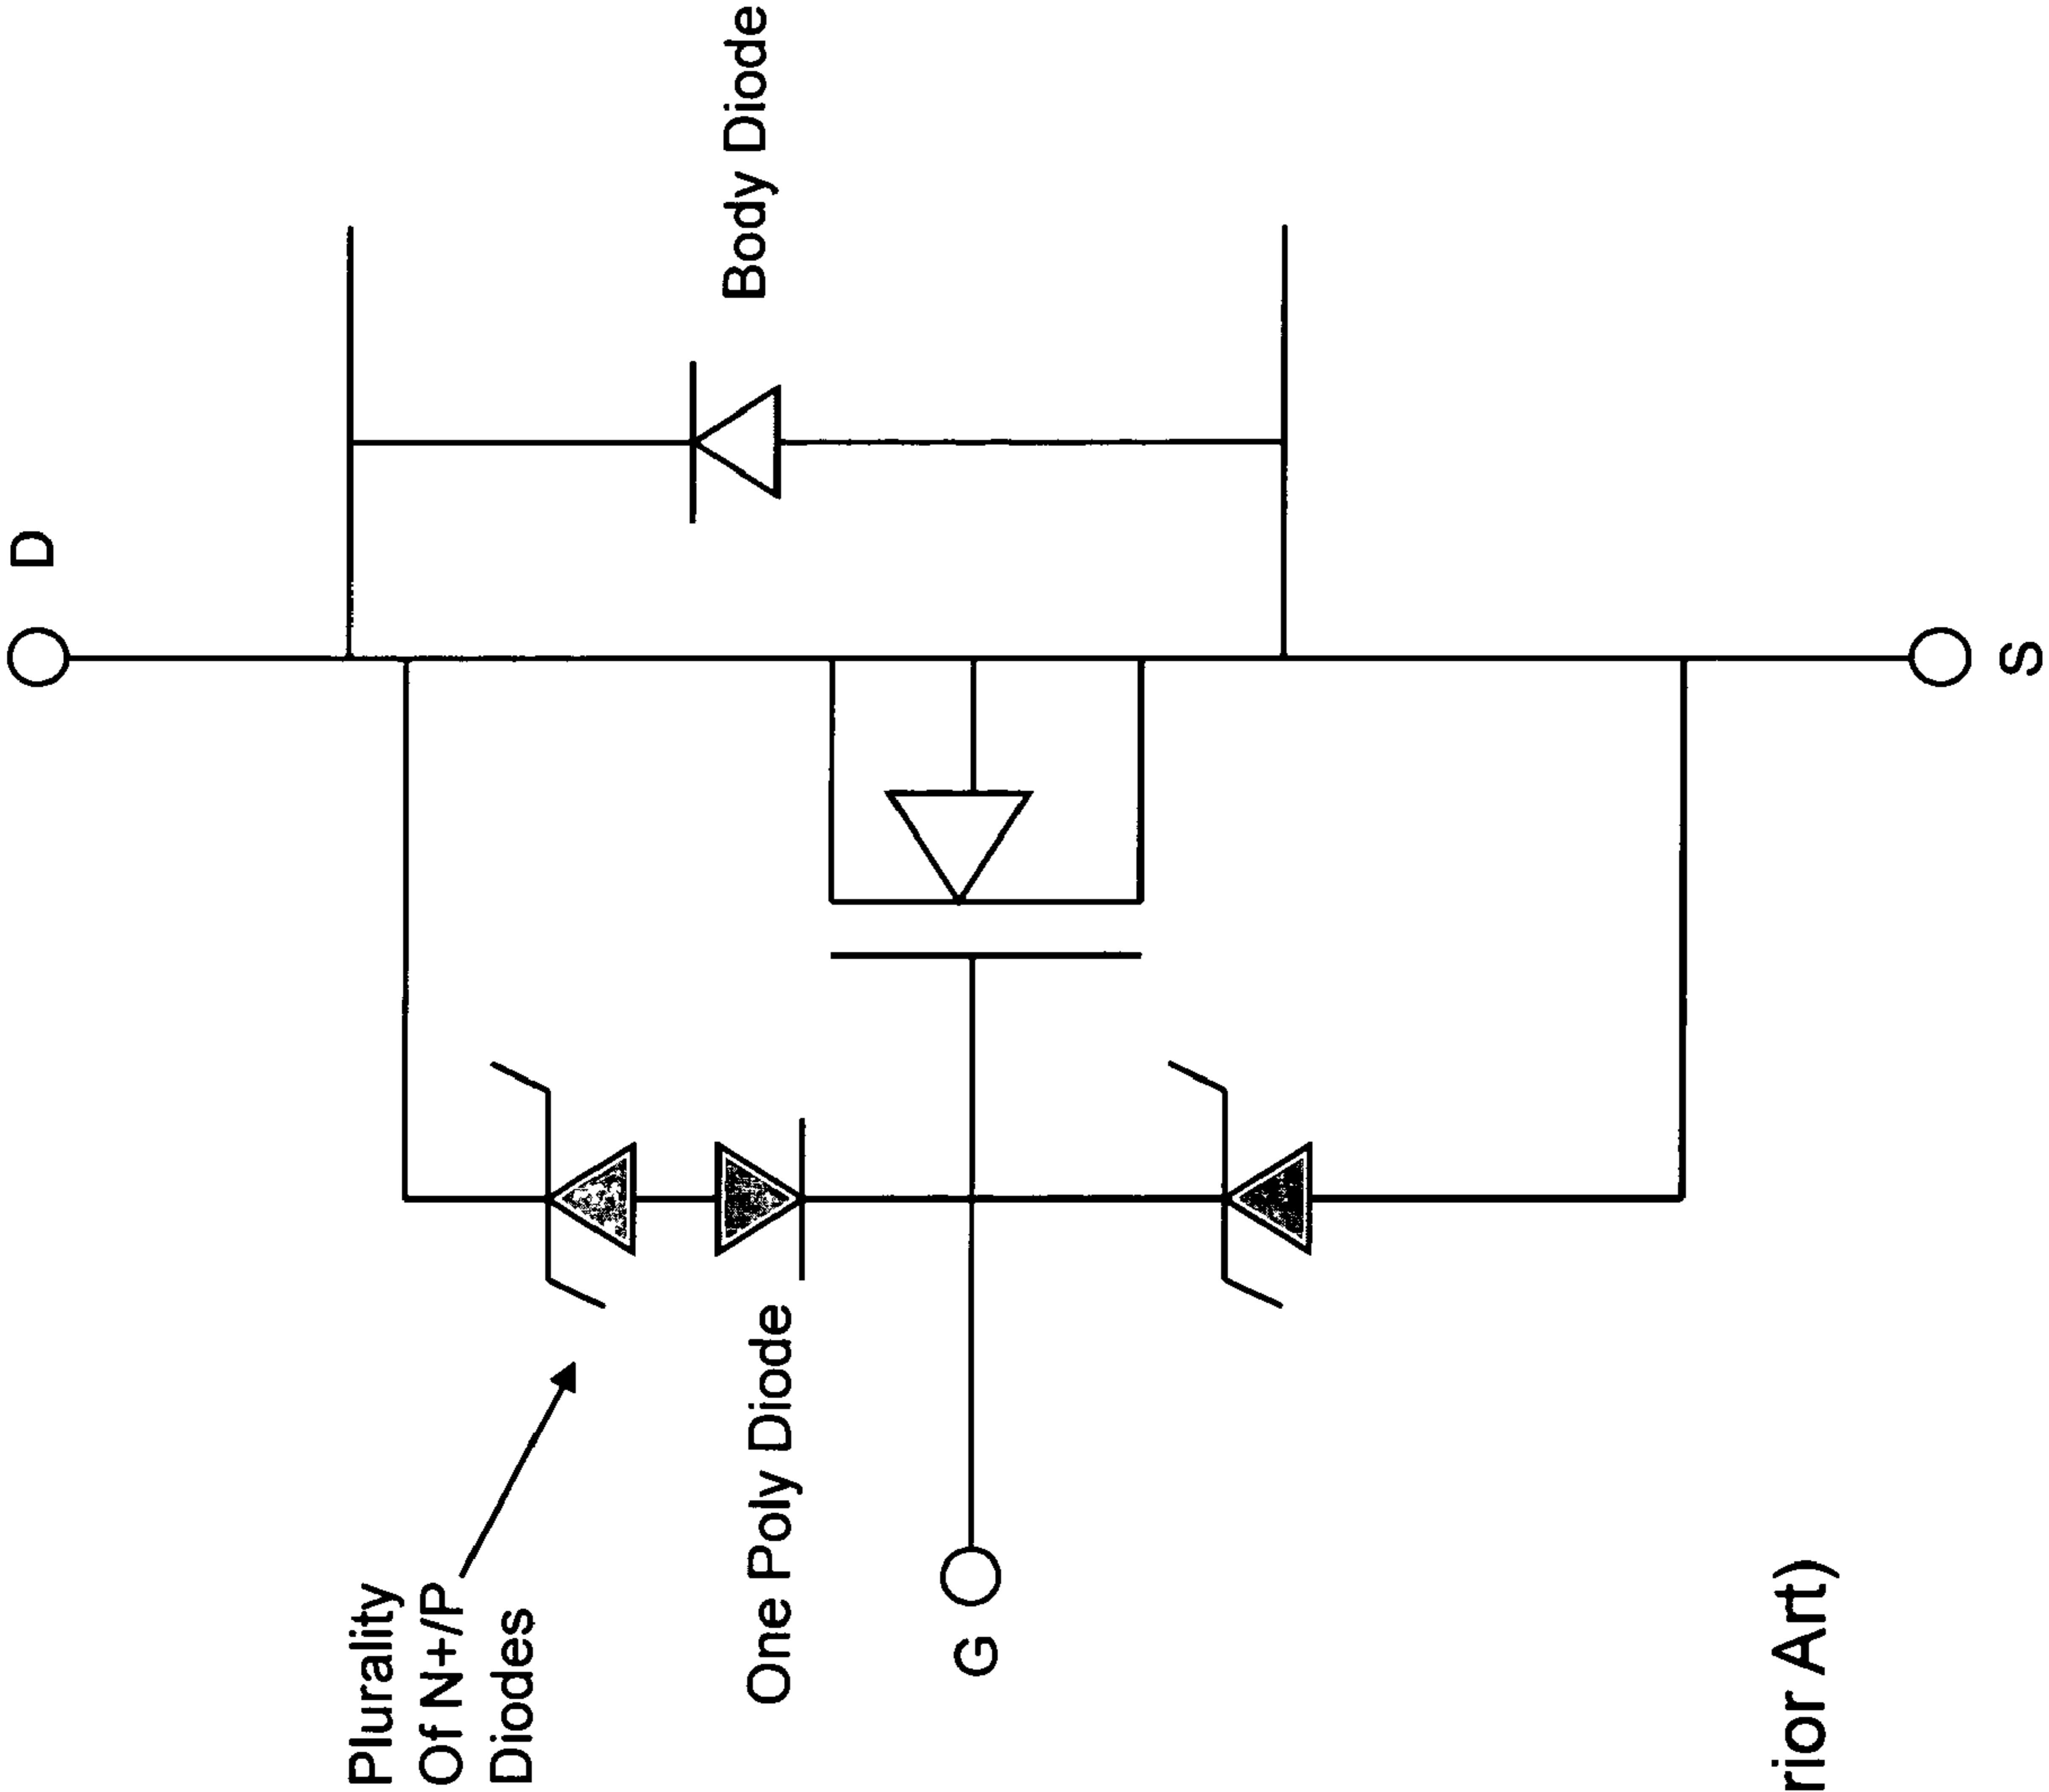 D
Body Diode
Plurality
Of N+/P
Diodes
One Poly Diode
G
S
rior Art)